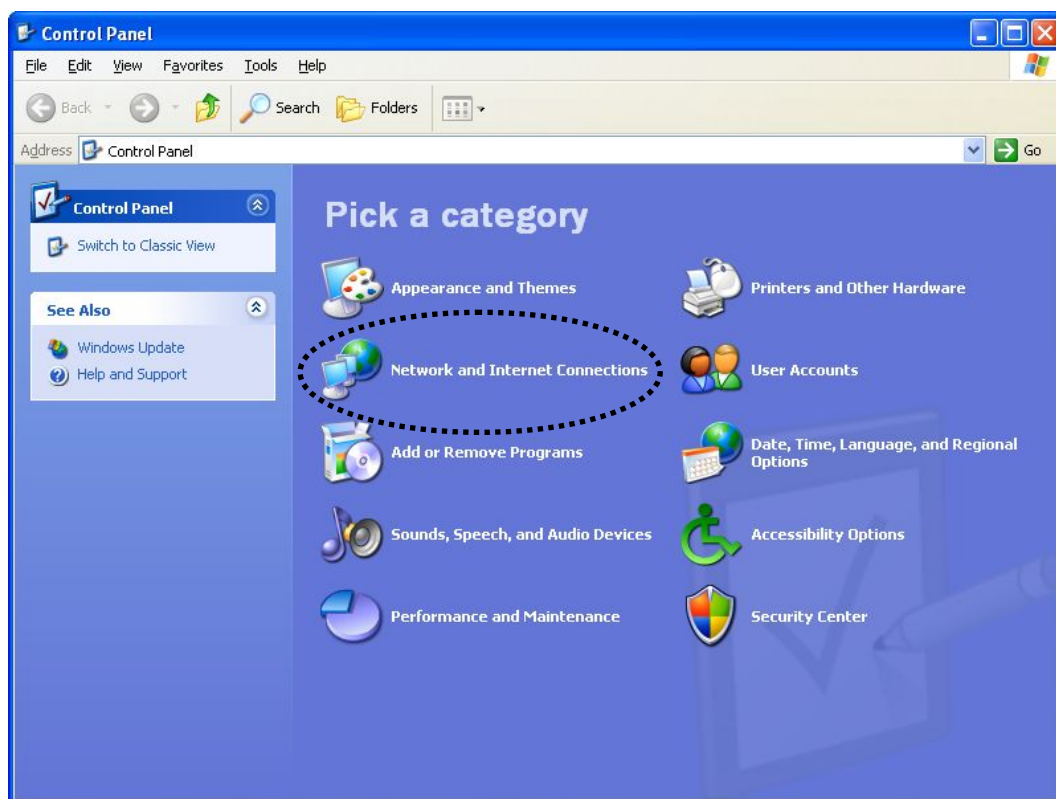 Control Panel
File Edit View Favorites Tools Help
Back Search Folders
Address Control Panel Go
Control Panel
Switch to Classic View
See Also
Windows Update
Help and Support
Pick a category
Appearance and Themes
Printers and Other Hardware
Network and Internet Connections
User Accounts
Add or Remove Programs
Date, Time, Language, and Regional
Options
Sounds, Speech, and Audio Devices
Accessibility Options
Performance and Maintenance
Security Center